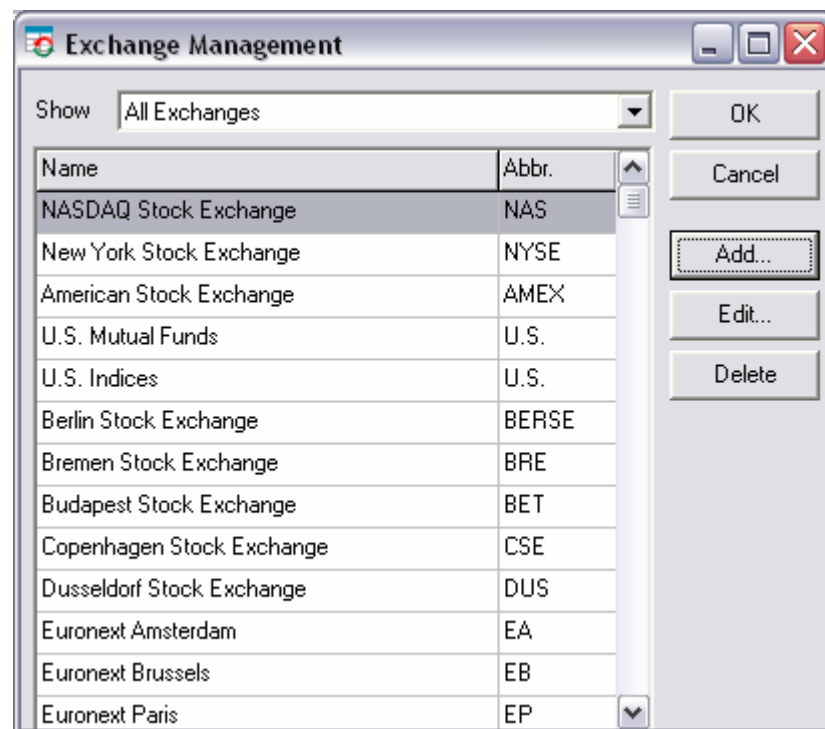 Exchange Management
Show All Exchanges OK
Name Abbr. Cancel
NASDAQ Stock Exchange NAS
New York Stock Exchange NYSE Add...
American Stock Exchange AMEX Edit...
U.S. Mutual Funds U.S.
U.S. Indices U.S. Delete
Berlin Stock Exchange BERSE
Bremen Stock Exchange BRE
Budapest Stock Exchange BET
Copenhagen Stock Exchange CSE
Dusseldorf Stock Exchange DUS
Euronext Amsterdam EA
Euronext Brussels EB
Euronext Paris EP